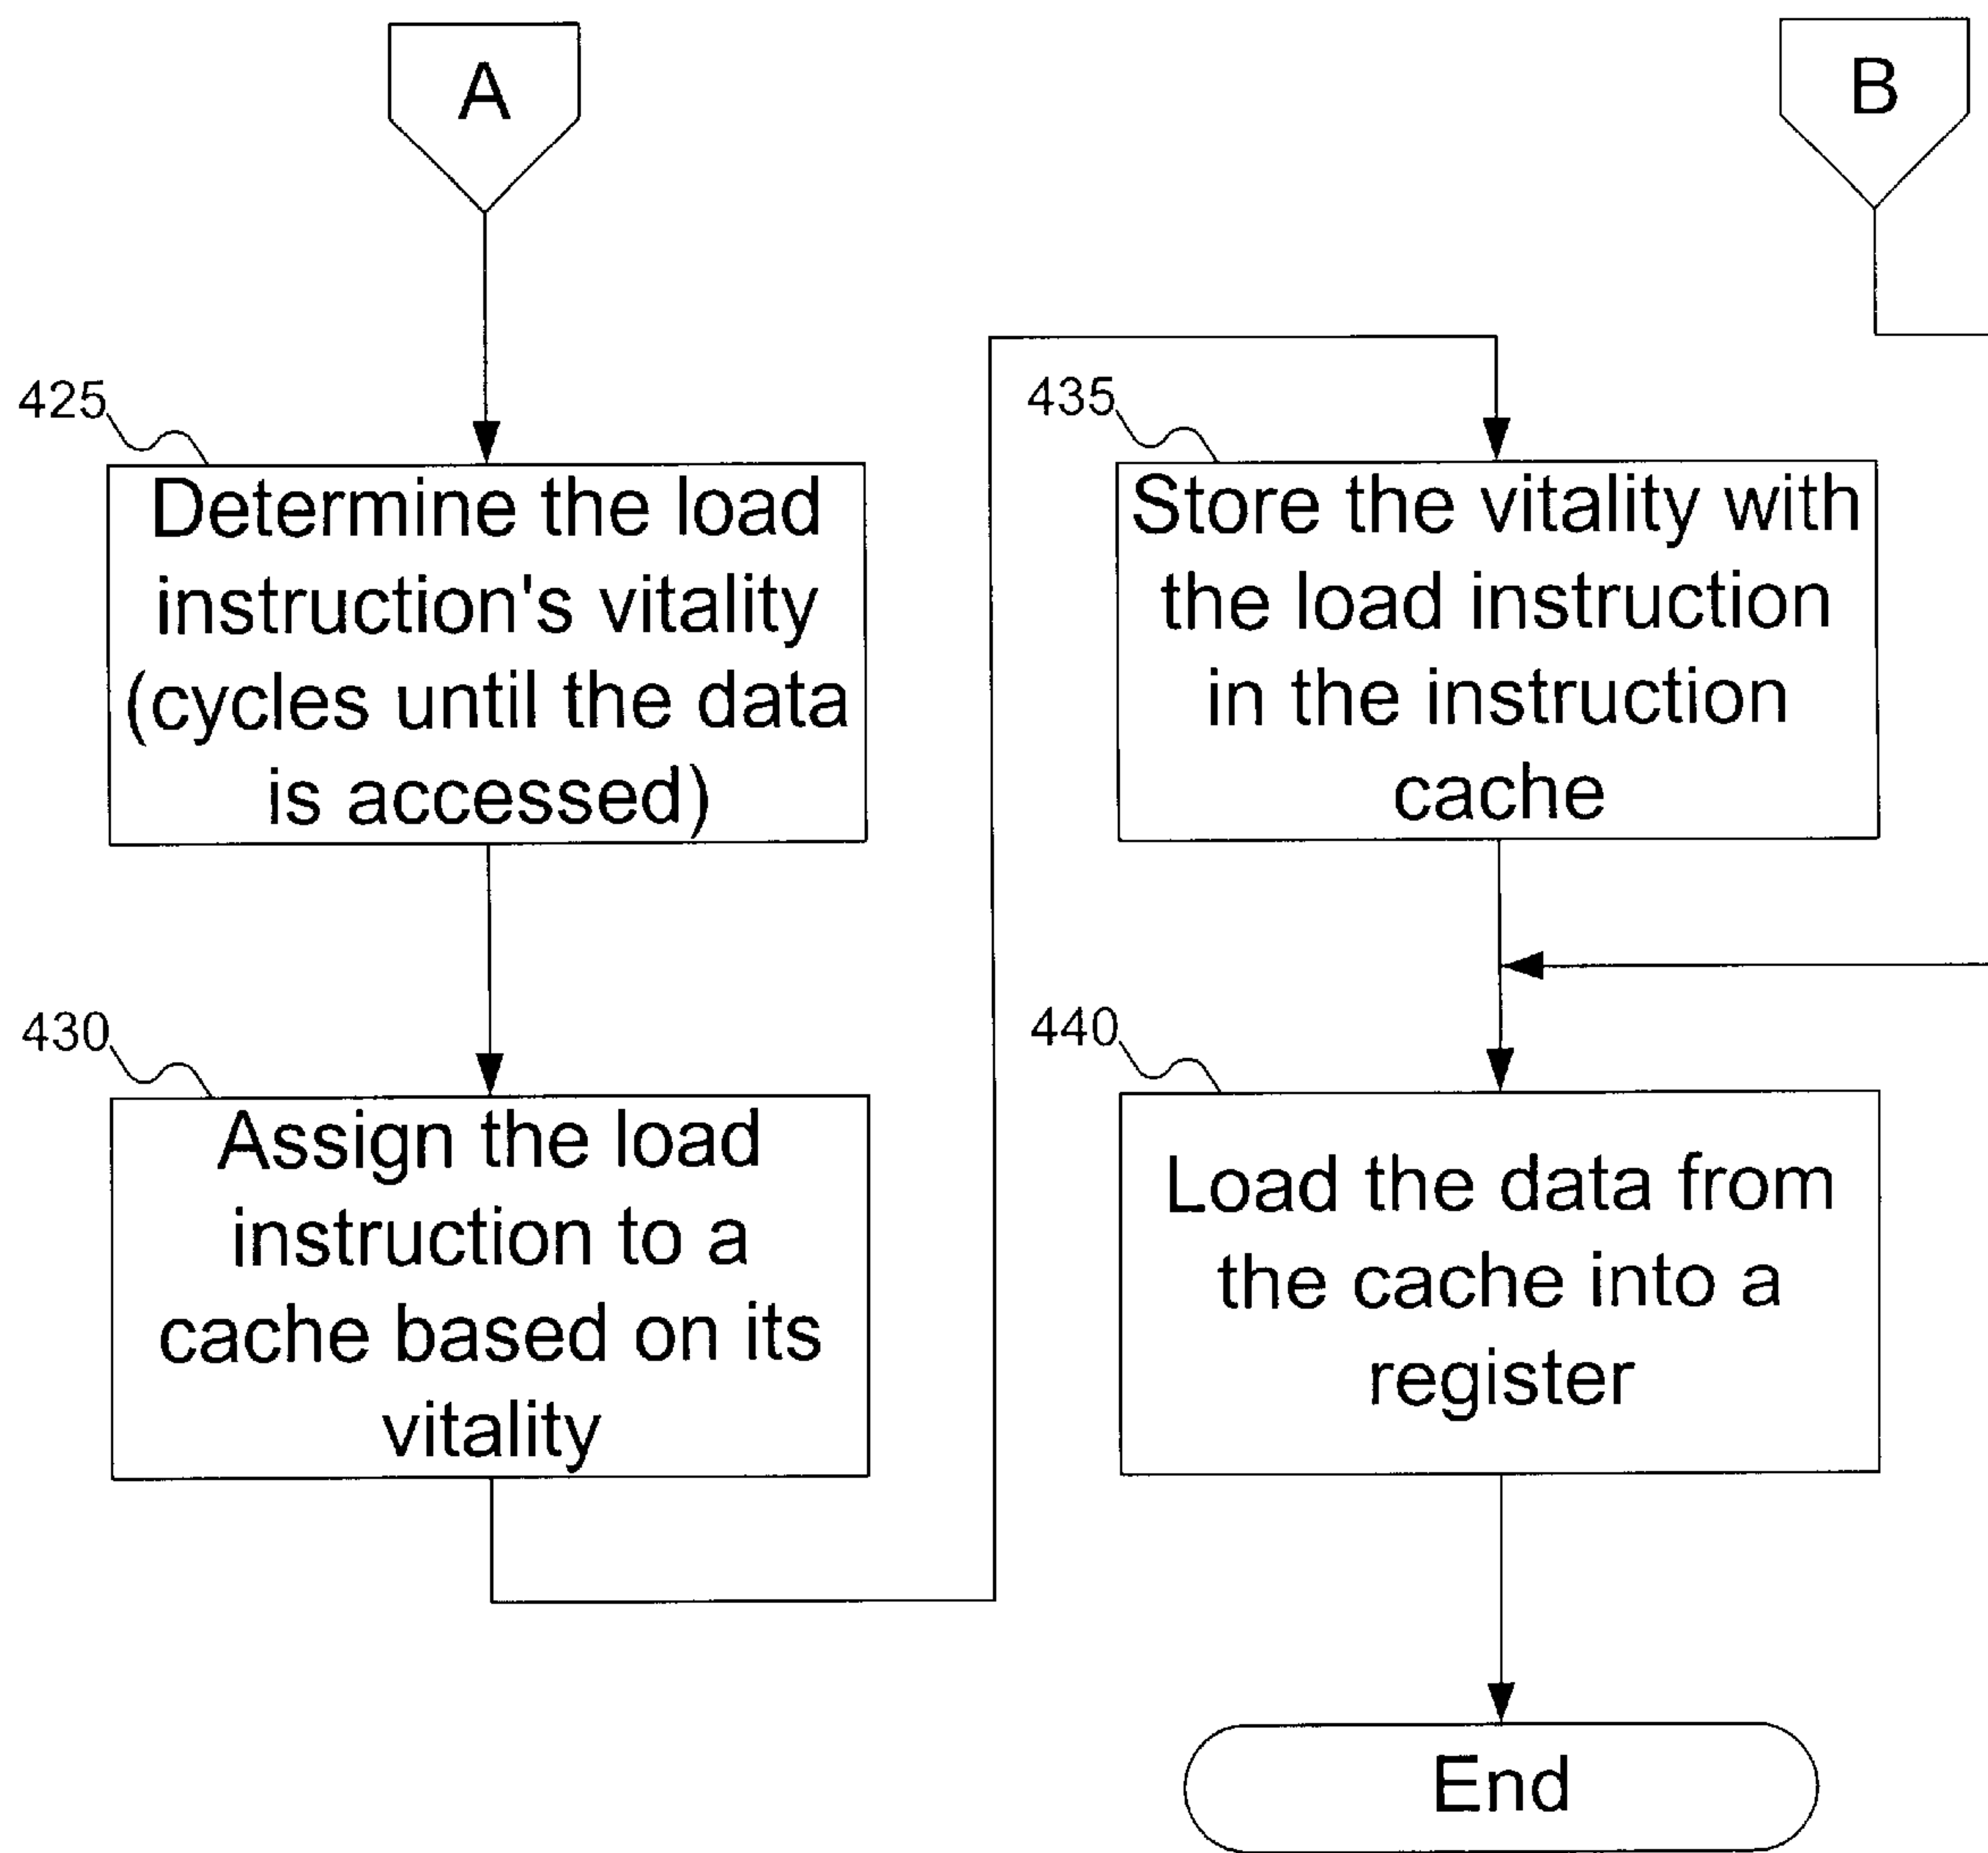 A
425
Determine the load
instruction's vitality
(cycles until the data
is accessed)
430
Assign the load
instruction to a
cache based on its
vitality
B
435
Store the vitality with
the load instruction
in the instruction
cache
440
Load the data from
the cache into a
register
End